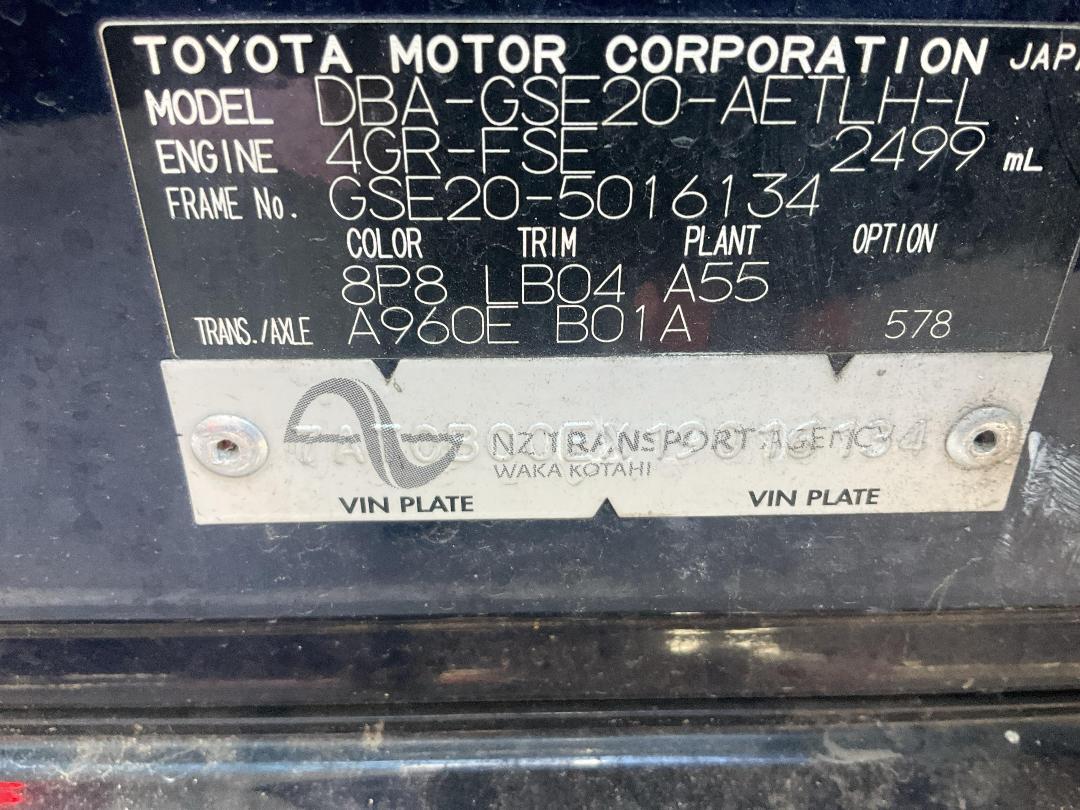 TOYOTA MOTOR CORPORATION JAPA
MODEL DBA-GSE20-AETLH-L
ENGINE 4GR-FSE 2499 mL
FRAME No. GSE20-5016134
COLOR TRIM PLANT OPTION
8P8 LB04 A55
TRANS./AXLE A960E B01A 578
NZ TRANSPORT AGENCY
WAKA KOTAHI
VIN PLATE VIN PLATE